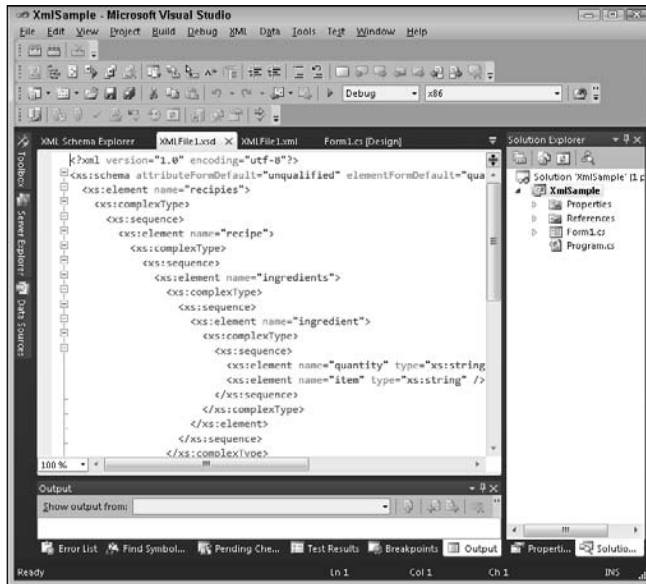 XmlSample - Microsoft Visual Studio
File Edit View Project Build Debug XML Data Tools Test Window Help
Debug x86
XML Schema Explorer XMLFile1.xsd XMLFile1.xml Form1.cs [Design]
Solution Explorer
Toolbox
Server Explorer
Data Sources
<?xml version="1.0" encoding="utf-8"?>
<xs:schema attributeFormDefault="unqualified" elementFormDefault="qua
<xs:element name="recipies">
<xs:complexType>
<xs:sequence>
<xs:element name="recipe">
<xs:complexType>
<xs:sequence>
<xs:element name="ingredients">
<xs:complexType>
<xs:sequence>
<xs:element name="ingredient">
<xs:complexType>
<xs:sequence>
<xs:element name="quantity" type="xs:string
<xs:element name="item" type="xs:string" />
</xs:sequence>
</xs:complexType>
</xs:element>
</xs:sequence>
</xs:complexType>
100 %
Solution 'XmlSample' (1 p
XmlSample
Properties
References
Form1.cs
Program.cs
Output
Show output from:
Error List Find Symbol... Pending Che... Test Results Breakpoints Output
Properti... Solutio...
Ready Ln 1 Col 1 Ch 1 INS